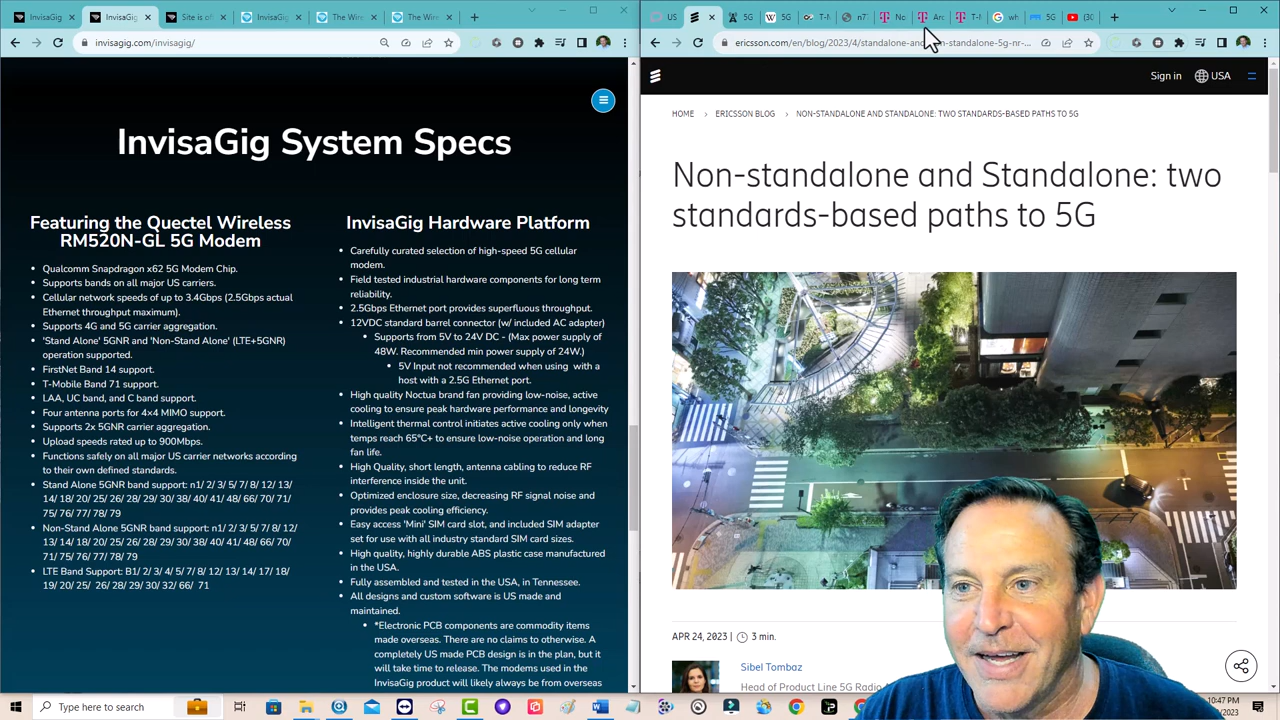 invisagig.com/invisagig/
InvisaGig System Specs
Featuring the Quectel Wireless
RM520N-GL 5G Modem
Qualcomm Snapdragon x62 5G Modem Chip.
Supports bands on all major US carriers.
Cellular network speeds of up to 3.4Gbps (2.5Gbps actual
Ethernet throughput maximum).
Supports 4G and 5G carrier aggregation.
'Stand Alone' 5GNR and 'Non-Stand Alone' (LTE+5GNR)
operation supported.
FirstNet Band 14 support.
T-Mobile Band 71 support.
LAA, UC band, and C band support.
Four antenna ports for 4×4 MIMO support.
Supports 2x 5GNR carrier aggregation.
Upload speeds rated up to 900Mbps.
Functions safely on all major US carrier networks according
to their own defined standards.
Stand Alone 5GNR band support: n1/ 2/ 3/ 5/ 7/ 8/ 12/ 13/
14/ 18/ 20/ 25/ 26/ 28/ 29/ 30/ 38/ 40/ 41/ 48/ 66/ 70/ 71/
75/ 76/ 77/ 78/ 79
Non-Stand Alone 5GNR band support: n1/ 2/ 3/ 5/ 7/ 8/ 12/
13/ 14/ 18/ 20/ 25/ 26/ 28/ 29/ 30/ 38/ 40/ 41/ 48/ 66/ 70/
71/ 75/ 76/ 77/ 78/ 79
LTE Band Support: B1/ 2/ 3/ 4/ 5/ 7/ 8/ 12/ 13/ 14/ 17/ 18/
19/ 20/ 25/ 26/ 28/ 29/ 30/ 32/ 66/ 71
InvisaGig Hardware Platform
Carefully curated selection of high-speed 5G cellular
modem.
Field tested industrial hardware components for long term
reliability.
2.5Gbps Ethernet port provides superfluous throughput.
12VDC standard barrel connector (w/ included AC adapter)
Supports from 5V to 24V DC - (Max power supply of
48W. Recommended min power supply of 24W.)
5V Input not recommended when using with a
host with a 2.5G Ethernet port.
High quality Noctua brand fan providing low-noise, active
cooling to ensure peak hardware performance and longevity
Intelligent thermal control initiates active cooling only when
temps reach 65°C+ to ensure low-noise operation and long
fan life.
High Quality, short length, antenna cabling to reduce RF
interference inside the unit.
Optimized enclosure size, decreasing RF signal noise and
provides peak cooling efficiency.
Easy access 'Mini' SIM card slot, and included SIM adapter
set for use with all industry standard SIM card sizes.
High quality, highly durable ABS plastic case manufactured
in the USA.
Fully assembled and tested in the USA, in Tennessee.
All designs and custom software is US made and
maintained.
*Electronic PCB components are commodity items
made overseas. There are no claims to otherwise. A
completely US made PCB design is in the plan, but it
will take time to release. The modems used in the
InvisaGig product will likely always be from overseas
ericsson.com/en/blog/2023/4/standalone-and-
Sign in USA
HOME > ERICSSON BLOG > NON-STANDALONE AND STANDALONE: TWO STANDARDS-BASED PATHS TO 5G
Non-standalone and Standalone: two
standards-based paths to 5G
APR 24, 2023 | 3 min.
Sibel Tombaz
Head of Product Line 5G Radio
Type here to search
10:47 PM